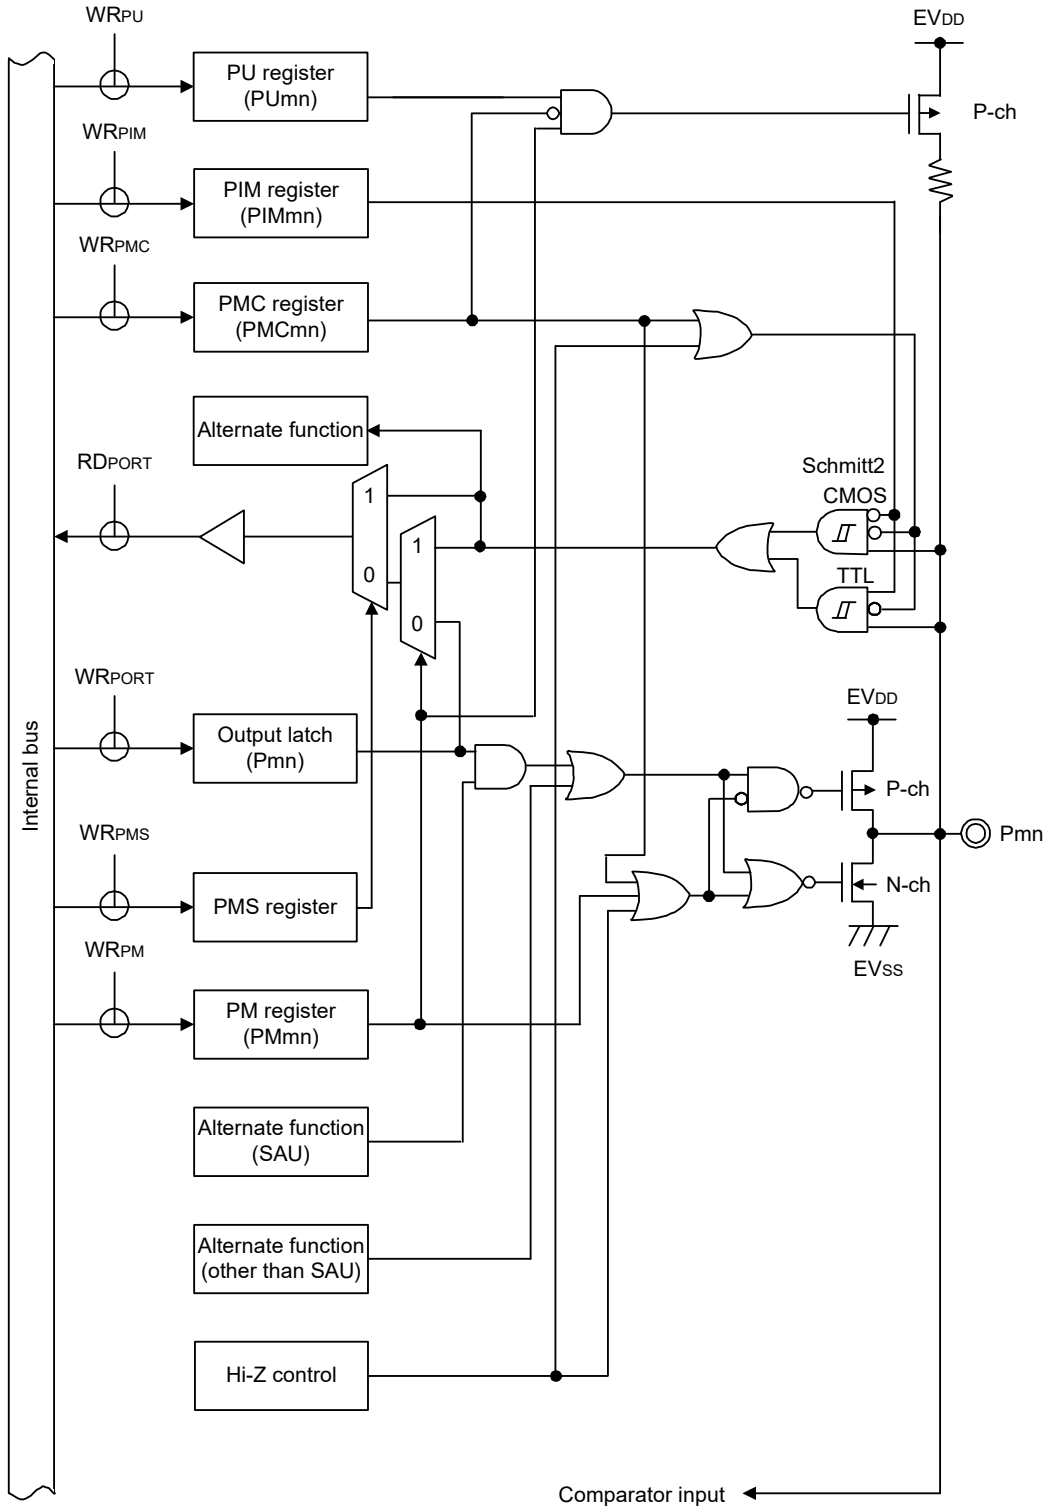 WRPU
EVDD
PU register
(PUmn)
P-ch
WRPIM
PIM register
(PIMmn)
WRPMC
PMC register
(PMCmn)
Alternate function
RDPORT
1
0
1
0
Schmitt2
CMOS
TTL
WRPORT
Output latch
(Pmn)
EVDD
P-ch
Pmn
N-ch
EVSS
Internal bus
WRPMS
PMS register
WRPM
PM register
(PMmn)
Alternate function
(SAU)
Alternate function
(other than SAU)
Hi-Z control
Comparator input